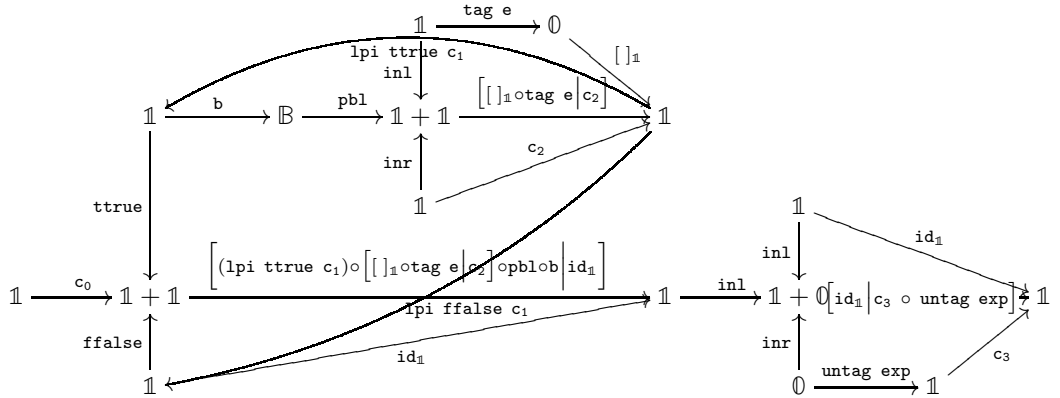 𝟙 tag e 𝟘
lpi ttrue c₁
inl [ ]𝟙
𝟙 b 𝔹 pbl 𝟙 + 𝟙 [[ ]𝟙∘tag e|c₂] 𝟙
inr c₂
ttrue 𝟙 𝟙
inl id𝟙
[(lpi ttrue c₁)∘[[ ]𝟙∘tag e|c₂]∘pbl∘b|id𝟙]
𝟙 c₀ 𝟙 + 𝟙 𝟙 inl 𝟙 + 𝟘 [id𝟙|c₃ ∘ untag exp] 𝟙
lpi ffalse c₁
ffalse id𝟙 inr c₃
𝟙 𝟘 untag exp 𝟙